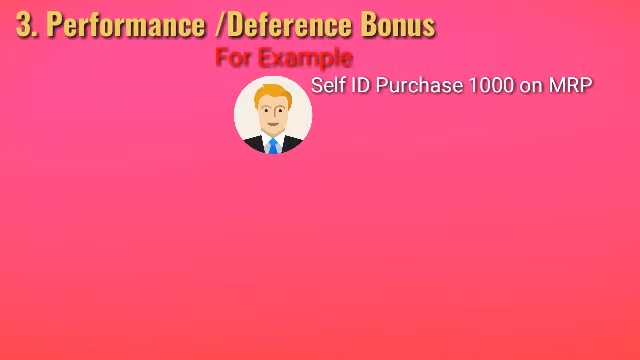 3. Performance /Deference Bonus
For Example
Self ID Purchase 1000 on MRP